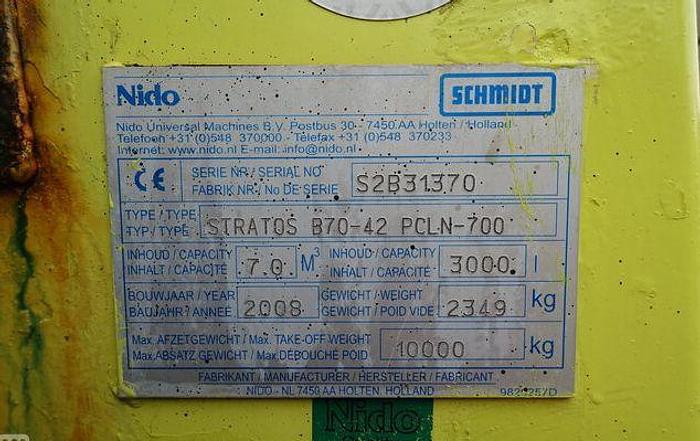 Nido SCHMIDT
Nido Universal Machines B.V. Postbus 30 - 7450 AA Holten / Holland
Telefoon +31 (0)548 370000 - Telefax +31 (0)548 370233
Internet: www.nido.nl E-mail: info@nido.nl
CE
SERIE NR / SERIAL NO
FABRIK NR / No DE SERIE S2B31370
TYPE / TYPE
TYP / TYPE STRATOS B70-42 PCLN-700
INHOUD / CAPACITY
INHALT / CAPACITÉ 7.0 M³
INHOUD / CAPACITY
INHALT / CAPACITÉ 3000 l
BOUWJAAR / YEAR
BAUJAHR / ANNEE 2008
GEWICHT / WEIGHT
GEWICHT / POID VIDE 2349 kg
Max. AFZETGEWICHT / Max. TAKE-OFF WEIGHT
Max. ABSATZ GEWICHT / Max. DÉBOUCHE POID 10000 kg
FABRIKANT / MANUFACTURER / HERSTELLER / FABRICANT
NIDO - NL 7450 AA HOLTEN, HOLLAND
Nido